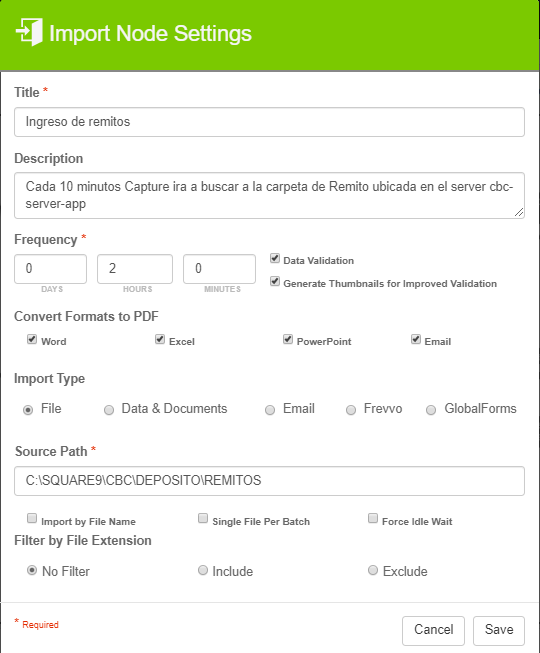 Import Node Settings
Title *
Ingreso de remitos
Description
Cada 10 minutos Capture ira a buscar a la carpeta de Remito ubicada en el server cbc-
server-app
Frequency *
0 2 0
DAYS HOURS MINUTES
Data Validation
Generate Thumbnails for Improved Validation
Convert Formats to PDF
Word Excel PowerPoint Email
Import Type
File Data & Documents Email Frevvo GlobalForms
Source Path *
C:\SQUARE9\CBC\DEPOSITO\REMITOS
Import by File Name Single File Per Batch Force Idle Wait
Filter by File Extension
No Filter Include Exclude
* Required
Cancel Save